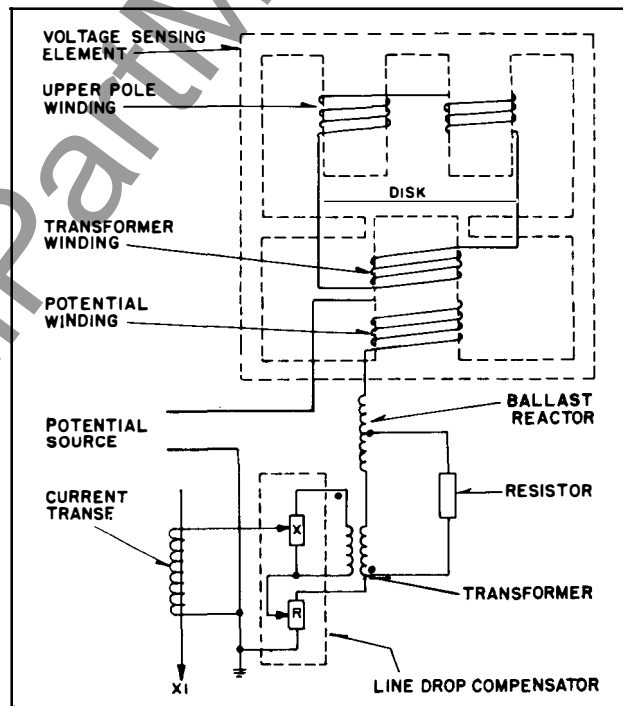 VOLTAGE SENSING
ELEMENT
UPPER POLE
WINDING
DISK
TRANSFORMER
WINDING
POTENTIAL
WINDING
BALLAST
REACTOR
POTENTIAL
SOURCE
RESISTOR
CURRENT
TRANSF.
X
TRANSFORMER
R
X1
LINE DROP COMPENSATOR